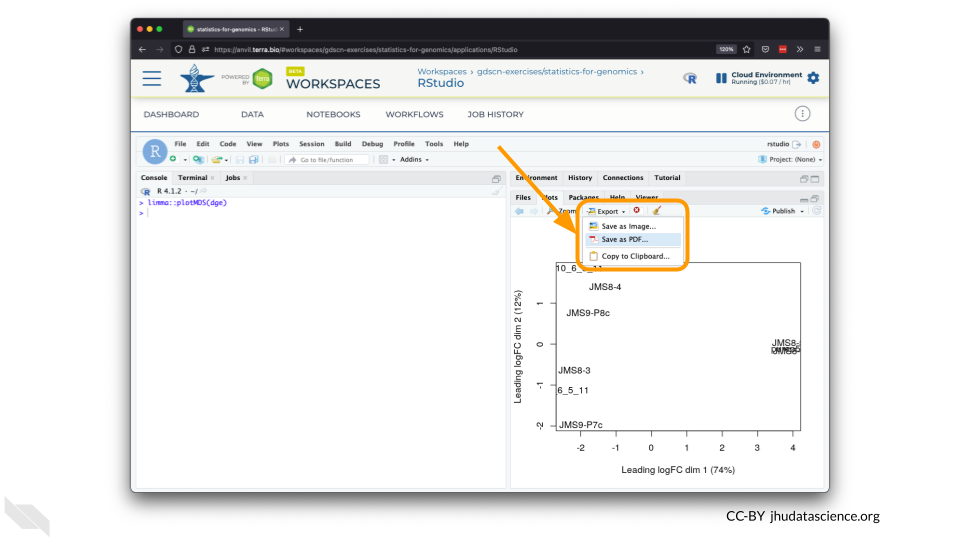 statistics-for-genomics - RStu
https://anvil.terra.bio/#workspaces/gdscn-exercises/statistics-for-genomics/applications/RStudio
120%
POWERED BY Terra
BETA
WORKSPACES
Workspaces › gdscn-exercises/statistics-for-genomics ›
RStudio
Cloud Environment
Running ($0.07 / hr)
DASHBOARD DATA NOTEBOOKS WORKFLOWS JOB HISTORY
File Edit Code View Plots Session Build Debug Profile Tools Help
rstudio
Go to file/function
Addins
Project: (None)
Console Terminal Jobs
Environment History Connections Tutorial
R 4.1.2 · ~/
> limma::plotMDS(dge)
>
Files Plots Packages Help Viewer
Zoom Export Publish
Save as Image...
Save as PDF...
Copy to Clipboard...
JMS8-4
JMS9-P8c
JMS8-3
6_5_11
JMS9-P7c
Leading logFC dim 2 (12%)
1
0
-1
-2
-2 -1 0 1 2 3 4
Leading logFC dim 1 (74%)
CC-BY jhudatascience.org